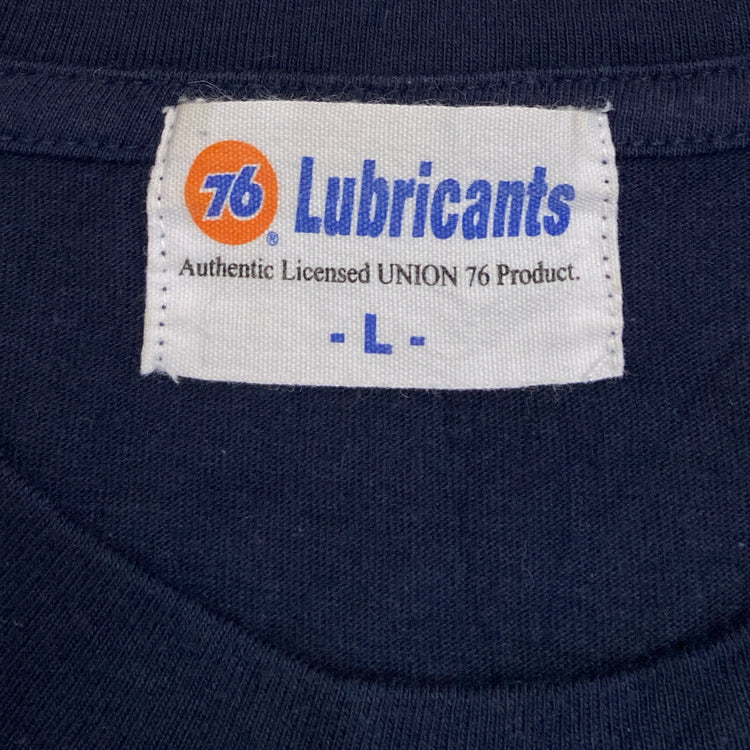 76® Lubricants
Authentic Licensed UNION 76 Product.
- L -